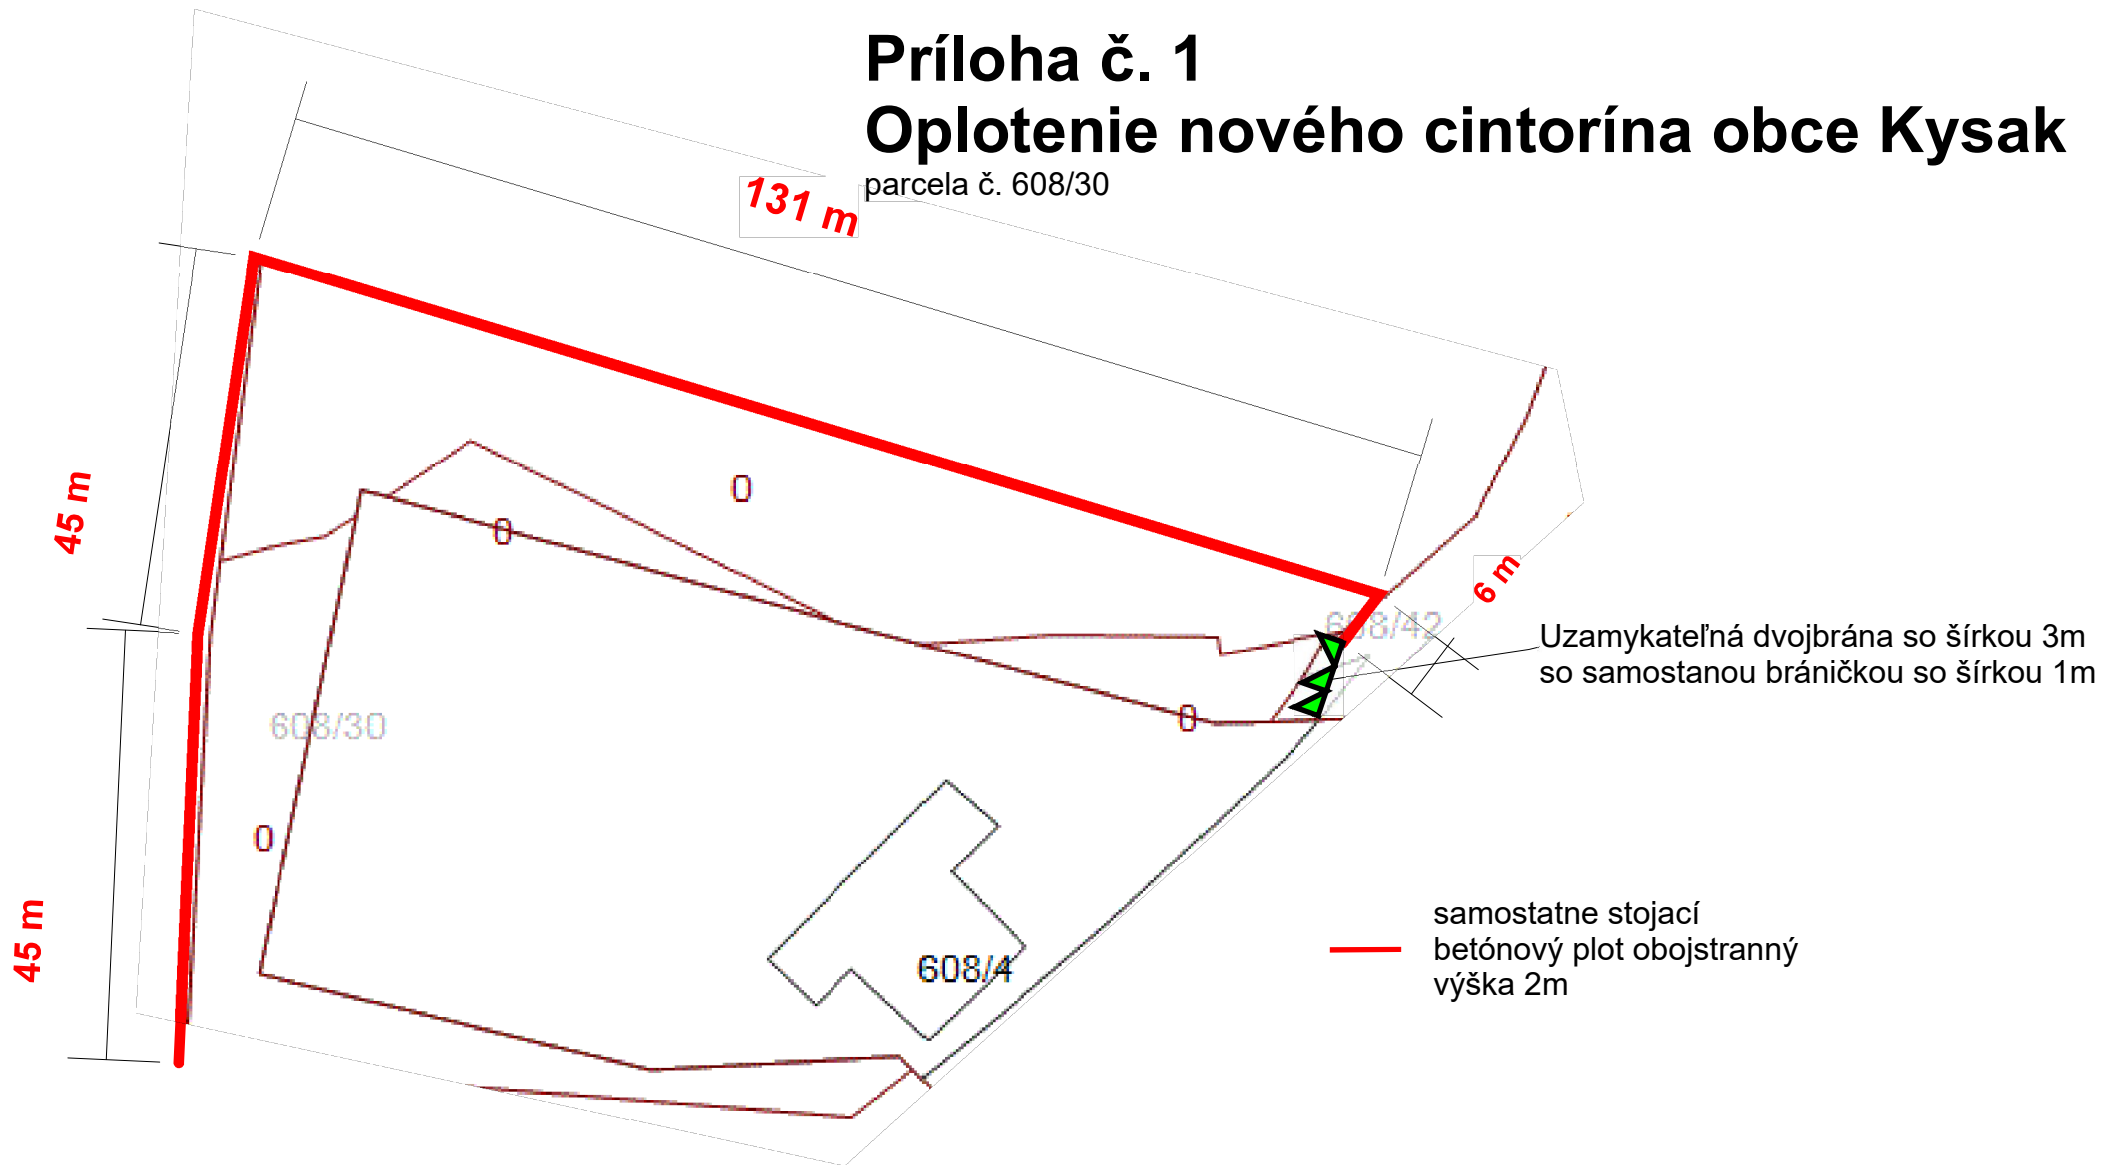 Príloha č. 1
Oplotenie nového cintorína obce Kysak
parcela č. 608/30
131 m
45 m
0
0
6 m
608/42
Uzamykateľná dvojbrána so šírkou 3m
so samostanou bráničkou so šírkou 1m
608/30
0
0
45 m
608/4
samostatne stojací
betónový plot obojstranný
výška 2m